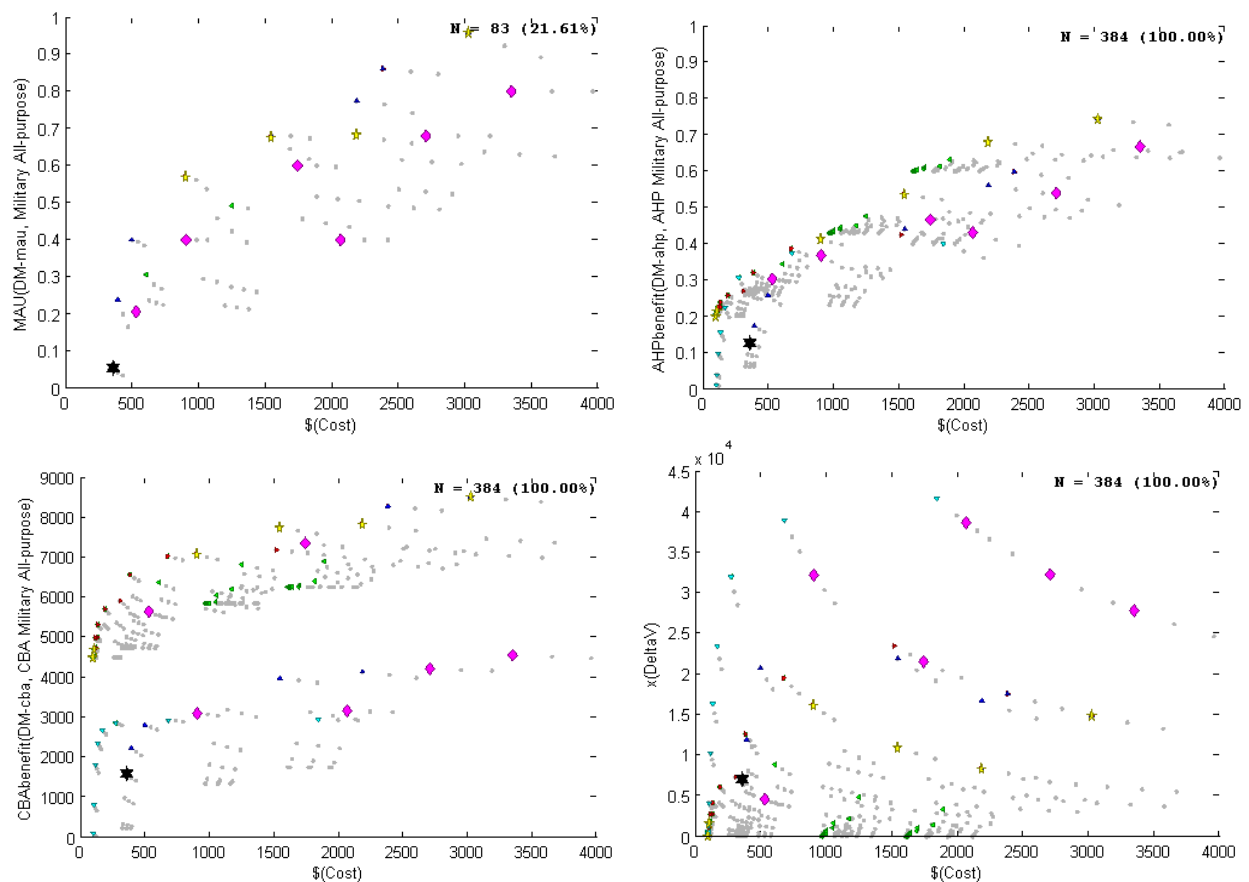 N = 83 (21.61%)
MAU(DM-mau, Military All-purpose)
1
0.9
0.8
0.7
0.6
0.5
0.4
0.3
0.2
0.1
0
0 500 1000 1500 2000 2500 3000 3500 4000
$(Cost)
N = 384 (100.00%)
AHPbenefit(DM-ahp, AHP Military All-purpose)
1
0.9
0.8
0.7
0.6
0.5
0.4
0.3
0.2
0.1
0
0 500 1000 1500 2000 2500 3000 3500 4000
$(Cost)
N = 384 (100.00%)
CBAbenefit(DM-cba, CBA Military All-purpose)
9000
8000
7000
6000
5000
4000
3000
2000
1000
0
0 500 1000 1500 2000 2500 3000 3500 4000
$(Cost)
x 10^4
N = 384 (100.00%)
x(DeltaV)
4.5
4
3.5
3
2.5
2
1.5
1
0.5
0
0 500 1000 1500 2000 2500 3000 3500 4000
$(Cost)